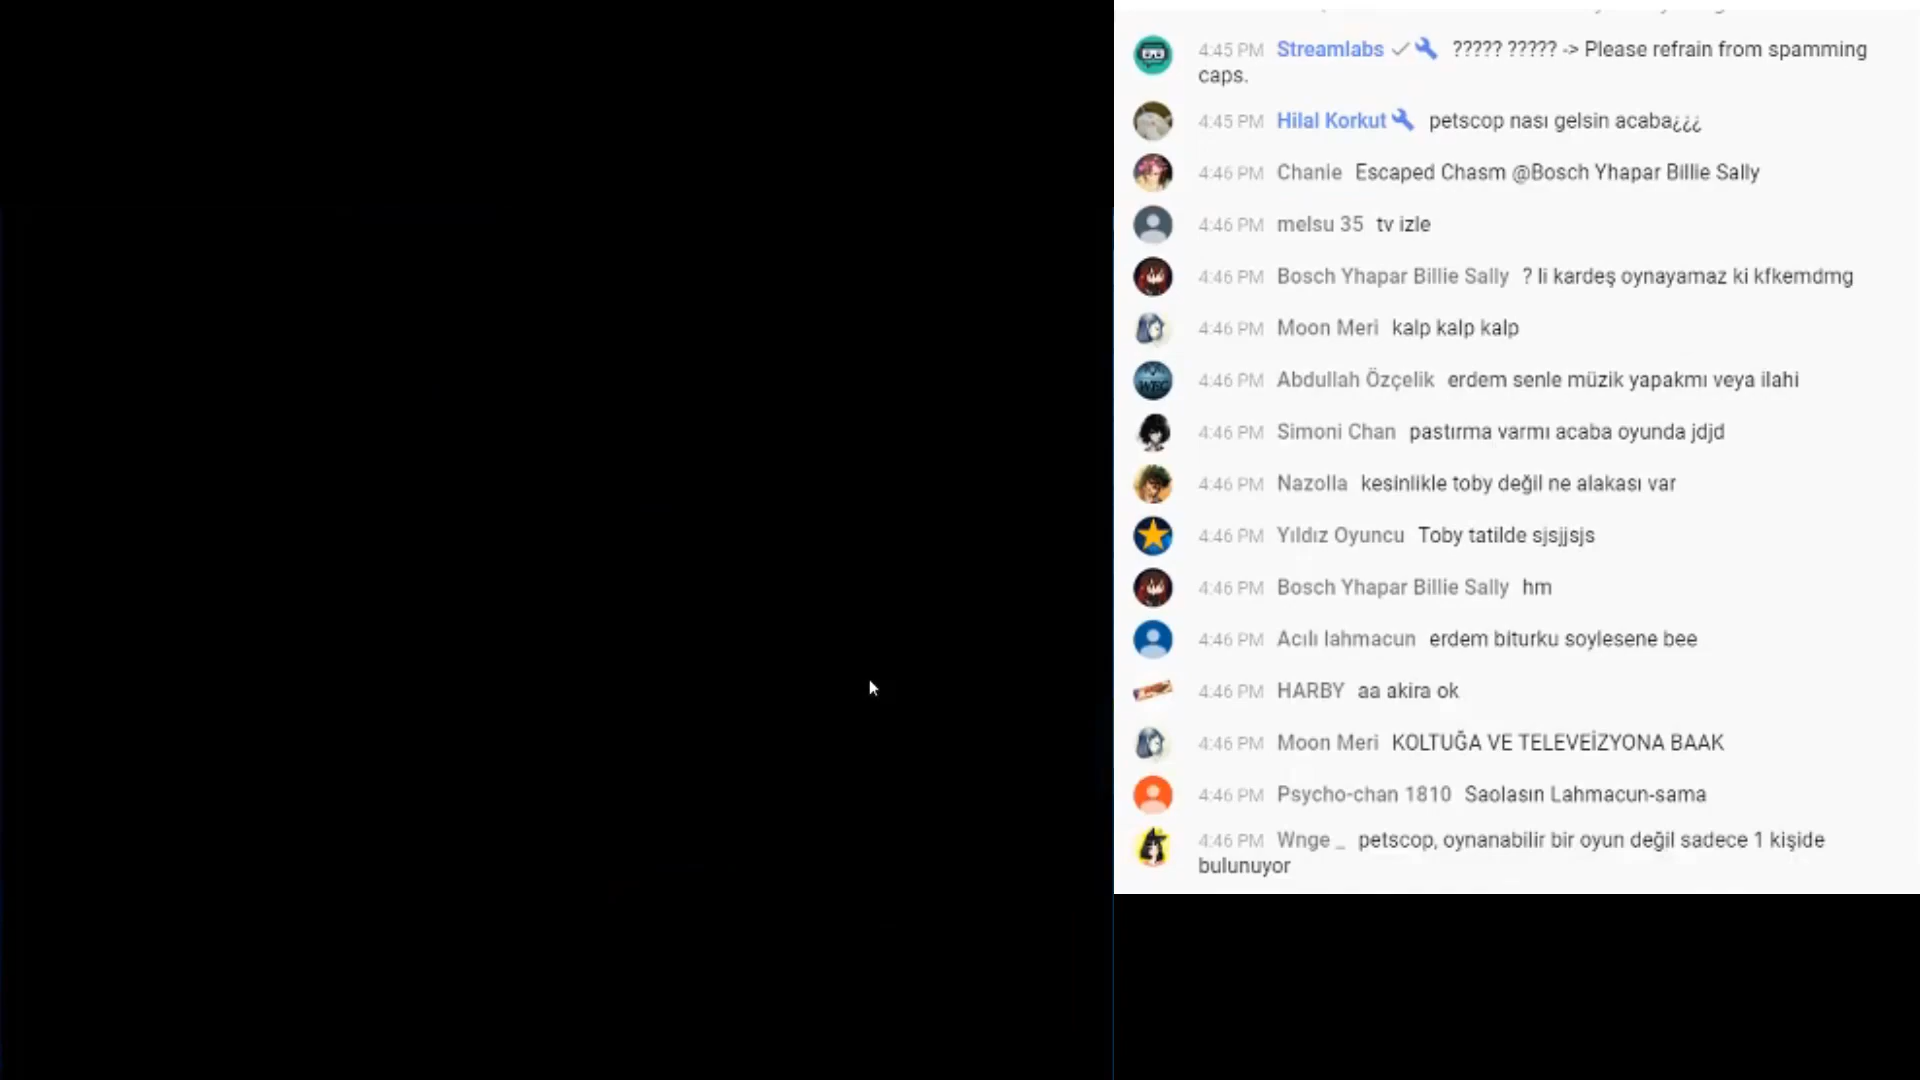 4:45 PM Streamlabs ????? ????? -> Please refrain from spamming
caps.
4:45 PM Hilal Korkut petscop nası gelsin acaba¿¿¿
4:46 PM Chanie Escaped Chasm @Bosch Yhapar Billie Sally
4:46 PM melsu 35 tv izle
4:46 PM Bosch Yhapar Billie Sally ? li kardeş oynayamaz ki kfkemdmg
4:46 PM Moon Meri kalp kalp kalp
4:46 PM Abdullah Özçelik erdem senle müzik yapakmı veya ilahi
4:46 PM Simoni Chan pastırma varmı acaba oyunda jdjd
4:46 PM Nazolla kesinlikle toby değil ne alakası var
4:46 PM Yıldız Oyuncu Toby tatilde sjsjjsjs
4:46 PM Bosch Yhapar Billie Sally hm
4:46 PM Acılı lahmacun erdem biturku soylesene bee
4:46 PM HARBY aa akira ok
4:46 PM Moon Meri KOLTUĞA VE TELEVEİZYONA BAAK
4:46 PM Psycho-chan 1810 Saolasın Lahmacun-sama
4:46 PM Wnge _ petscop, oynanabilir bir oyun değil sadece 1 kişide
bulunuyor